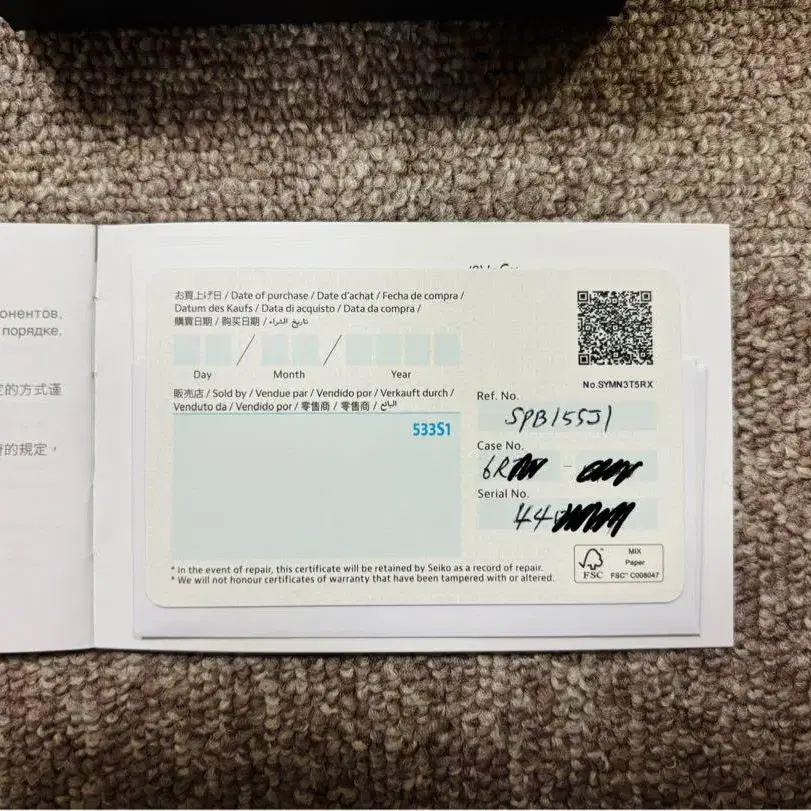 онентов,
порядке.
定的方式谨
的規定，
お買上げ日 / Date of purchase / Date d'achat / Fecha de compra /
Datum des Kaufs / Data di acquisto / Data da compra /
購買日期 / 购买日期 / تاريخ الشراء
Day Month Year
販売店 / Sold by / Vendue par / Vendido por / Verkauft durch /
Venduto da / Vendido por / 零售商 / 零售商 / البائع
533S1
* In the event of repair, this certificate will be retained by Seiko as a record of repair.
* We will not honour certificates of warranty that have been tampered with or altered.
No.SYMN3T5RX
Ref. No.
SPB155J1
Case No.
6R
Serial No.
44
FSC
MIX
Paper
FSC™ C008047